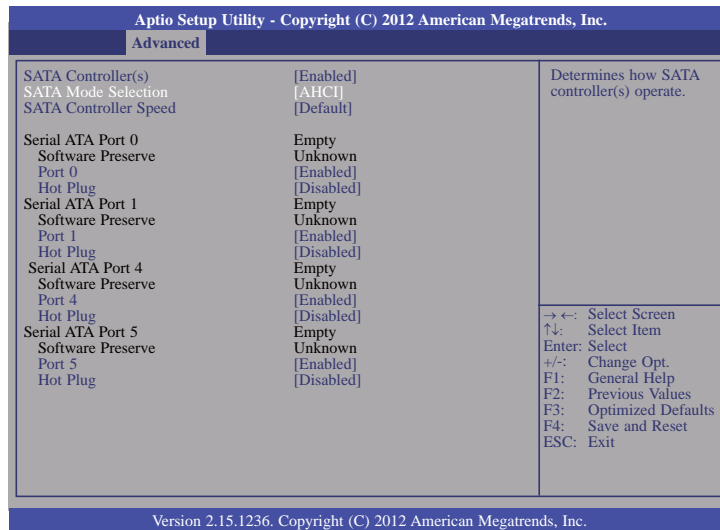 Aptio Setup Utility - Copyright (C) 2012 American Megatrends, Inc.
Advanced
SATA Controller(s) [Enabled]
SATA Mode Selection [AHCI]
SATA Controller Speed [Default]
Serial ATA Port 0 Empty
Software Preserve Unknown
Port 0 [Enabled]
Hot Plug [Disabled]
Serial ATA Port 1 Empty
Software Preserve Unknown
Port 1 [Enabled]
Hot Plug [Disabled]
Serial ATA Port 4 Empty
Software Preserve Unknown
Port 4 [Enabled]
Hot Plug [Disabled]
Serial ATA Port 5 Empty
Software Preserve Unknown
Port 5 [Enabled]
Hot Plug [Disabled]
Determines how SATA
controller(s) operate.
→ ←: Select Screen
↑↓: Select Item
Enter: Select
+/-: Change Opt.
F1: General Help
F2: Previous Values
F3: Optimized Defaults
F4: Save and Reset
ESC: Exit
Version 2.15.1236. Copyright (C) 2012 American Megatrends, Inc.